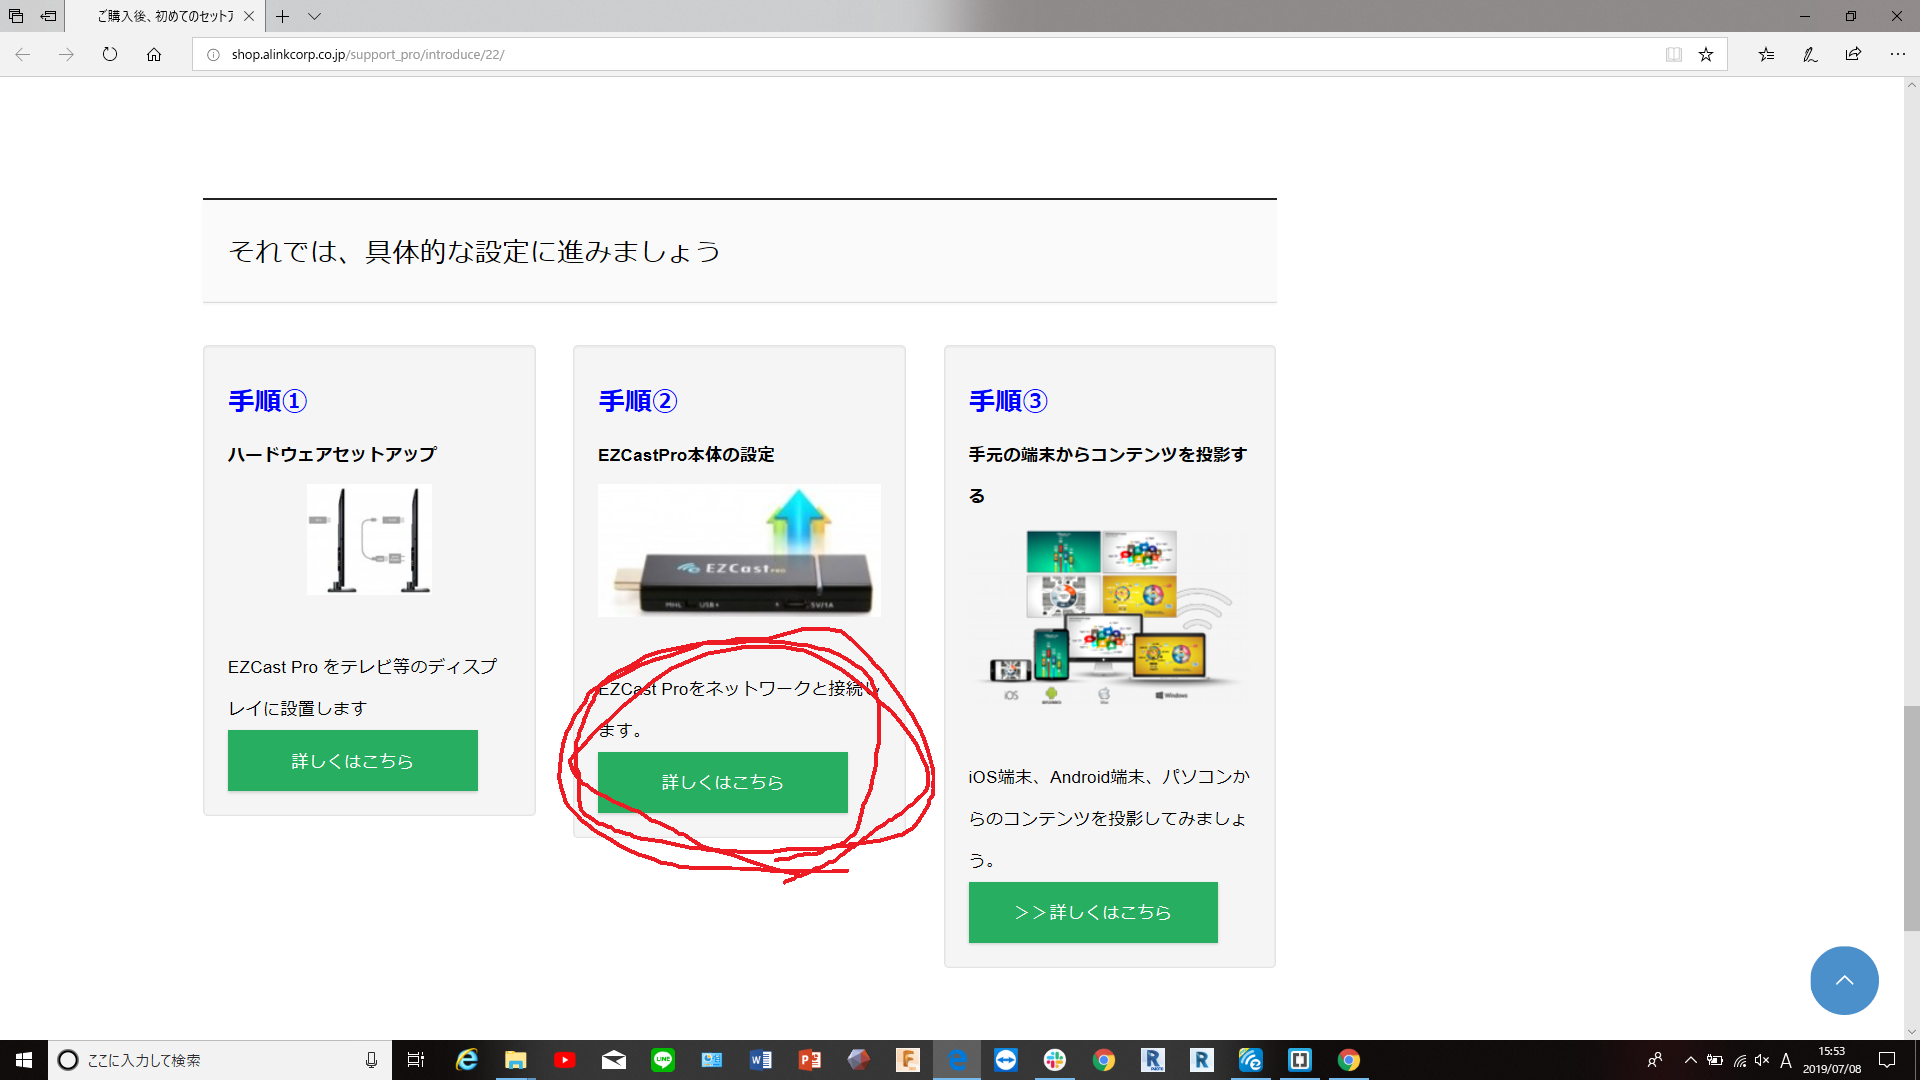 ご購入後、初めてのセットア
shop.alinkcorp.co.jp/support_pro/introduce/22/
それでは、具体的な設定に進みましょう
手順①
ハードウェアセットアップ
EZCast Pro をテレビ等のディスプ
レイに設置します
詳しくはこちら
手順②
EZCastPro本体の設定
EZCast PRO
MHL USB+ 5V/1A
EZCast Proをネットワークと接続し
ます。
詳しくはこちら
手順③
手元の端末からコンテンツを投影す
る
iOS Windows
iOS端末、Android端末、パソコンか
らのコンテンツを投影してみましょ
う。
>>詳しくはこちら
ここに入力して検索
LINE
A
15:53
2019/07/08